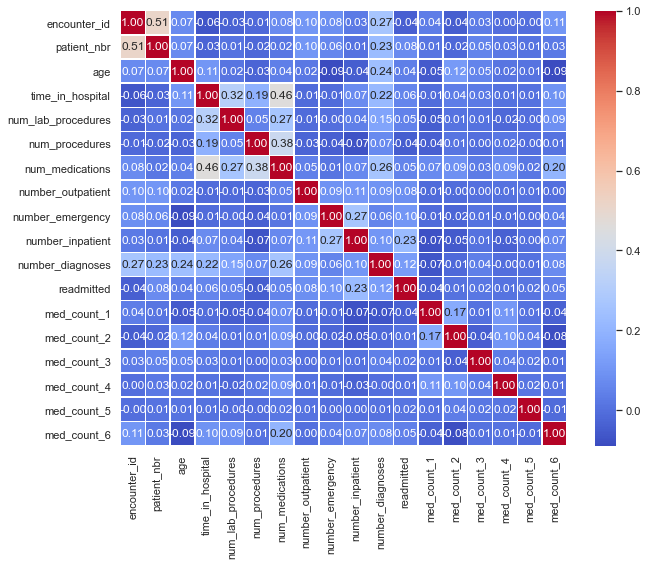 encounter_id 1.00 0.51 0.07 -0.06 -0.03 -0.01 0.08 0.10 0.08 0.03 0.27 -0.04 0.04 -0.04 0.03 0.00 -0.00 0.11
patient_nbr 0.51 1.00 0.07 -0.03 0.01 -0.02 0.02 0.10 0.06 0.01 0.23 0.08 0.01 -0.02 0.05 0.03 0.01 0.03
age 0.07 0.07 1.00 0.11 0.02 -0.03 0.04 0.02 -0.09 -0.04 0.24 0.04 -0.05 0.12 0.05 0.02 0.01 -0.09
time_in_hospital -0.06 -0.03 0.11 1.00 0.32 0.19 0.46 -0.01 -0.01 0.07 0.22 0.06 -0.01 0.04 0.03 0.01 0.01 0.10
num_lab_procedures -0.03 0.01 0.02 0.32 1.00 0.05 0.27 -0.01 -0.00 0.04 0.15 0.05 -0.05 0.01 0.01 -0.02 -0.00 0.09
num_procedures -0.01 -0.02 -0.03 0.19 0.05 1.00 0.38 -0.03 -0.04 -0.07 0.07 -0.04 -0.04 0.01 0.00 0.02 -0.00 0.01
num_medications 0.08 0.02 0.04 0.46 0.27 0.38 1.00 0.05 0.01 0.07 0.26 0.05 0.07 0.09 0.03 0.09 0.02 0.20
number_outpatient 0.10 0.10 0.02 -0.01 -0.01 -0.03 0.05 1.00 0.09 0.11 0.09 0.08 -0.01 -0.00 -0.00 0.01 0.01 0.00
number_emergency 0.08 0.06 -0.09 -0.01 -0.00 -0.04 0.01 0.09 1.00 0.27 0.06 0.10 -0.01 -0.02 0.01 -0.01 -0.00 0.04
number_inpatient 0.03 0.01 -0.04 0.07 0.04 -0.07 0.07 0.11 0.27 1.00 0.10 0.23 -0.07 -0.05 0.01 -0.03 -0.00 0.07
number_diagnoses 0.27 0.23 0.24 0.22 0.15 0.07 0.26 0.09 0.06 0.10 1.00 0.12 -0.07 -0.01 0.04 -0.00 0.01 0.08
readmitted -0.04 0.08 0.04 0.06 0.05 -0.04 0.05 0.08 0.10 0.23 0.12 1.00 -0.04 0.01 0.02 0.01 0.02 0.05
med_count_1 0.04 0.01 -0.05 -0.01 -0.05 -0.04 0.07 -0.01 -0.01 -0.07 -0.07 -0.04 1.00 0.17 0.01 0.11 0.01 -0.04
med_count_2 -0.04 -0.02 0.12 0.04 0.01 0.01 0.09 -0.00 -0.02 -0.05 -0.01 0.01 0.17 1.00 -0.04 0.10 0.04 -0.08
med_count_3 0.03 0.05 0.05 0.03 0.01 0.00 0.03 -0.00 0.01 0.01 0.04 0.02 0.01 -0.04 1.00 0.04 0.02 0.01
med_count_4 0.00 0.03 0.02 0.01 -0.02 0.02 0.09 0.01 -0.01 -0.03 -0.00 0.01 0.11 0.10 0.04 1.00 0.02 0.01
med_count_5 -0.00 0.01 0.01 0.01 -0.00 -0.00 0.02 0.01 -0.00 -0.00 0.01 0.02 0.01 0.04 0.02 0.02 1.00 -0.01
med_count_6 0.11 0.03 -0.09 0.10 0.09 0.01 0.20 0.00 0.04 0.07 0.08 0.05 -0.04 -0.08 0.01 0.01 -0.01 1.00
encounter_id
patient_nbr
age
time_in_hospital
num_lab_procedures
num_procedures
num_medications
number_outpatient
number_emergency
number_inpatient
number_diagnoses
readmitted
med_count_1
med_count_2
med_count_3
med_count_4
med_count_5
med_count_6
1.0
0.8
0.6
0.4
0.2
0.0